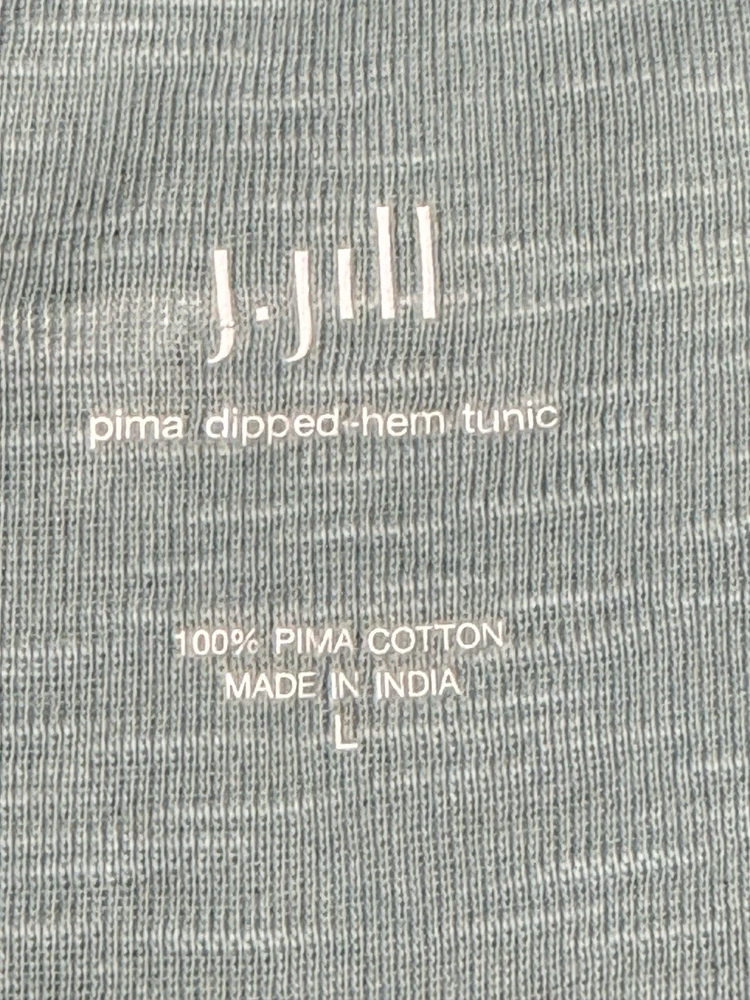 J.Jill
pima dipped-hem tunic
100% PIMA COTTON
MADE IN INDIA
L